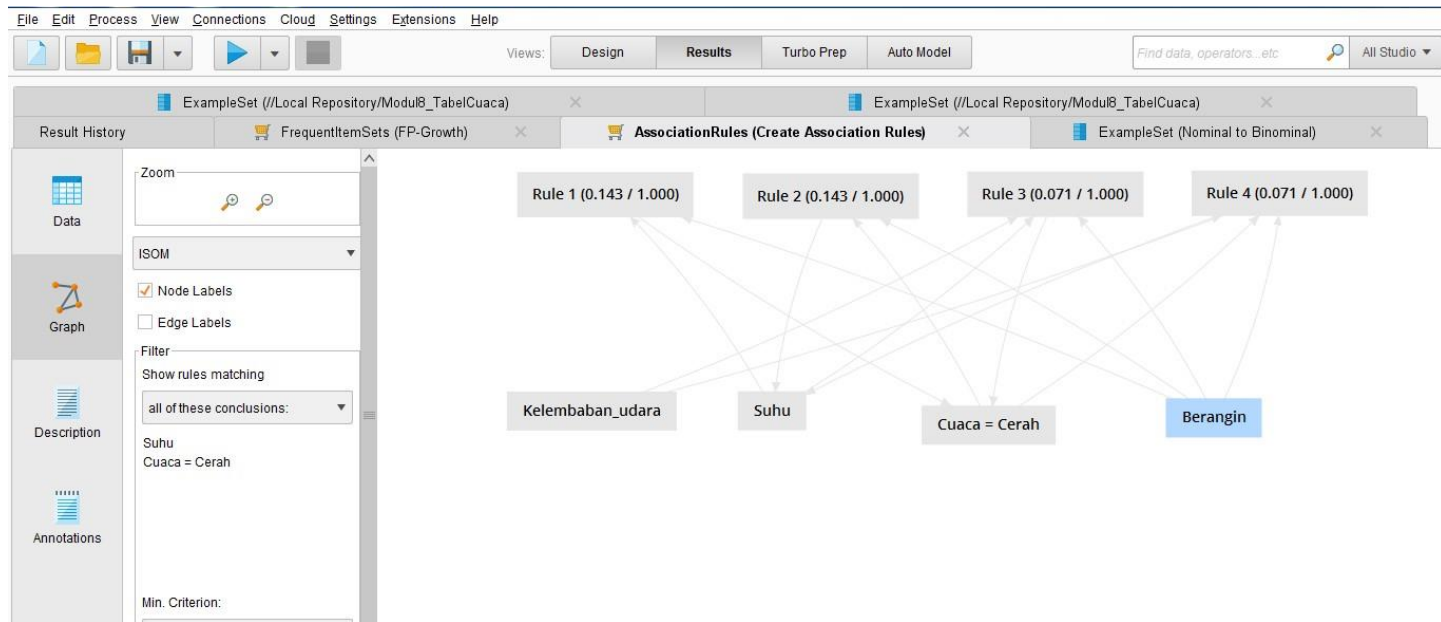 File Edit Process View Connections Cloud Settings Extensions Help
Views: Design Results Turbo Prep Auto Model Find data, operators...etc All Studio
ExampleSet (//Local Repository/Modul8_TabelCuaca) ExampleSet (//Local Repository/Modul8_TabelCuaca)
Result History FrequentItemSets (FP-Growth) AssociationRules (Create Association Rules) ExampleSet (Nominal to Binominal)
Data
Graph
Description
Annotations
Zoom
ISOM
Node Labels
Edge Labels
Filter
Show rules matching
all of these conclusions:
Suhu
Cuaca = Cerah
Min. Criterion:
Rule 1 (0.143 / 1.000)
Rule 2 (0.143 / 1.000)
Rule 3 (0.071 / 1.000)
Rule 4 (0.071 / 1.000)
Kelembaban_udara
Suhu
Cuaca = Cerah
Berangin